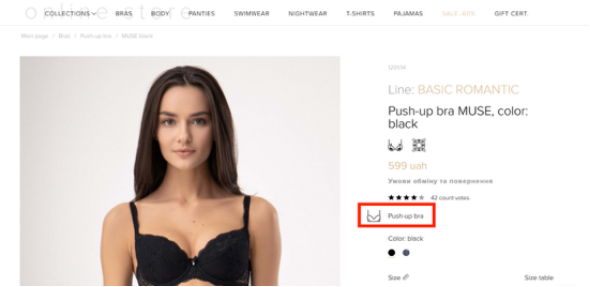 online store
COLLECTIONS BRAS BODY PANTIES SWIMWEAR NIGHTWEAR T-SHIRTS PAJAMAS SALE -60% GIFT CERT.
Main page / Bras / Push-up bra / MUSE black
Line: BASIC ROMANTIC
Push-up bra MUSE, color:
black
599 uah
Умови обміну та повернення
42 count votes
Push-up bra
Color: black
Size Size table